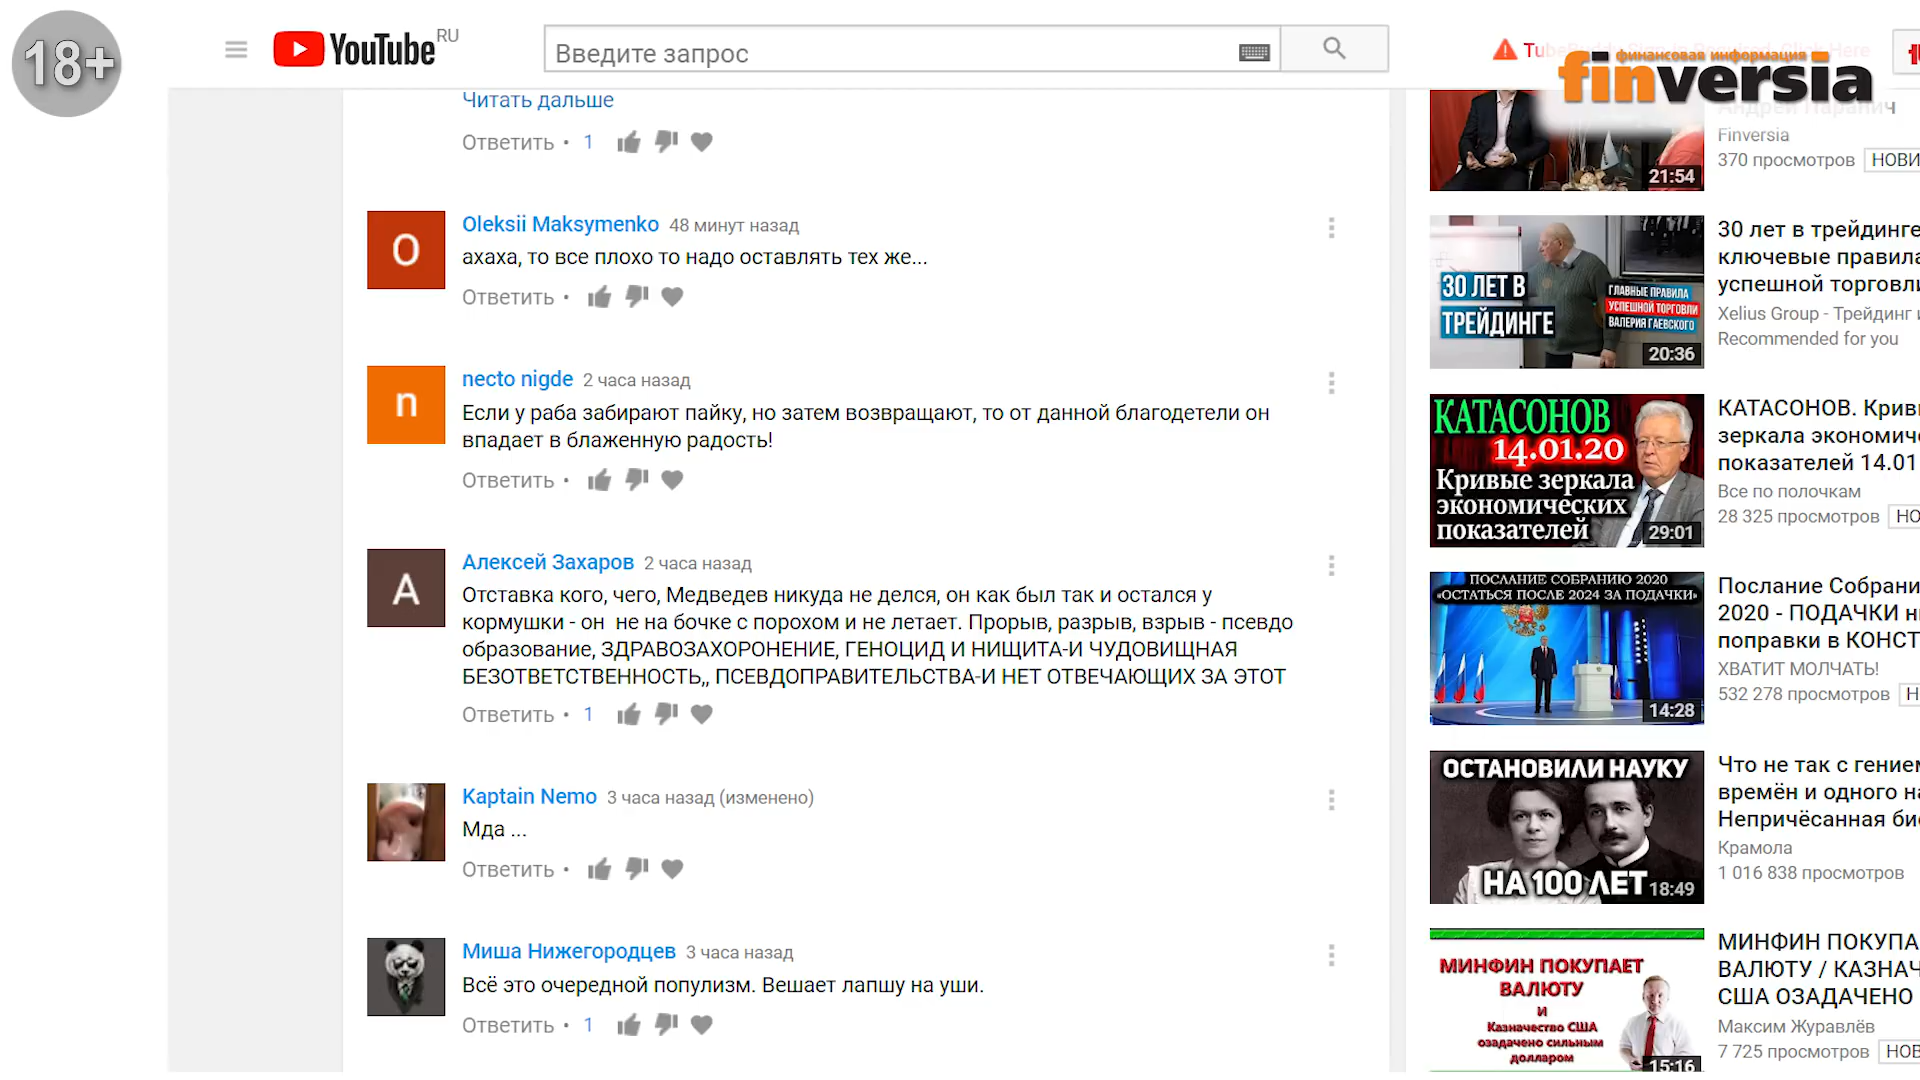 18+
YouTube RU
Введите запрос
финансовая информация
finversia
Читать дальше
Ответить • 1
Oleksii Maksymenko 48 минут назад
ахаха, то все плохо то надо оставлять тех же...
Ответить •
necto nigde 2 часа назад
Если у раба забирают пайку, но затем возвращают, то от данной благодетели он
впадает в блаженную радость!
Ответить •
Алексей Захаров 2 часа назад
Отставка кого, чего, Медведев никуда не делся, он как был так и остался у
кормушки - он  не на бочке с порохом и не летает. Прорыв, разрыв, взрыв - псевдо
образование, ЗДРАВОЗАХОРОНЕНИЕ, ГЕНОЦИД И НИЩИТА-И ЧУДОВИЩНАЯ
БЕЗОТВЕТСТВЕННОСТЬ,, ПСЕВДОПРАВИТЕЛЬСТВА-И НЕТ ОТВЕЧАЮЩИХ ЗА ЭТОТ
Ответить • 1
Kaptain Nemo 3 часа назад (изменено)
Мда ...
Ответить •
Миша Нижегородцев 3 часа назад
Всё это очередной популизм. Вешает лапшу на уши.
Ответить • 1
21:54
Finversia
370 просмотров НОВИ
30 ЛЕТ В
ТРЕЙДИНГЕ
ГЛАВНЫЕ ПРАВИЛА
УСПЕШНОЙ ТОРГОВЛИ
ВАЛЕРИЯ ГАЕВСКОГО
20:36
30 лет в трейдинге
ключевые правила
успешной торговли
Xelius Group - Трейдинг и
Recommended for you
КАТАСОНОВ
14.01.20
Кривые зеркала
экономических
показателей
29:01
КАТАСОНОВ. Криви
зеркала экономиче
показателей 14.01
Все по полочкам
28 325 просмотров НО
ПОСЛАНИЕ СОБРАНИЮ 2020
«ОСТАТЬСЯ ПОСЛЕ 2024 ЗА ПОДАЧКИ»
14:28
Послание Собрани
2020 - ПОДАЧКИ ни
поправки в КОНСТ
ХВАТИТ МОЛЧАТЬ!
532 278 просмотров Н
ОСТАНОВИЛИ НАУКУ
НА 100 ЛЕТ
18:49
Что не так с гением
времён и одного на
Непричёсанная би
Крамола
1 016 838 просмотров
МИНФИН ПОКУПАЕТ
ВАЛЮТУ
И
Казначество США
озадачено сильным
долларом
15:16
МИНФИН ПОКУПА
ВАЛЮТУ / КАЗНАЧ
США ОЗАДАЧЕНО
Максим Журавлёв
7 725 просмотров НОВ